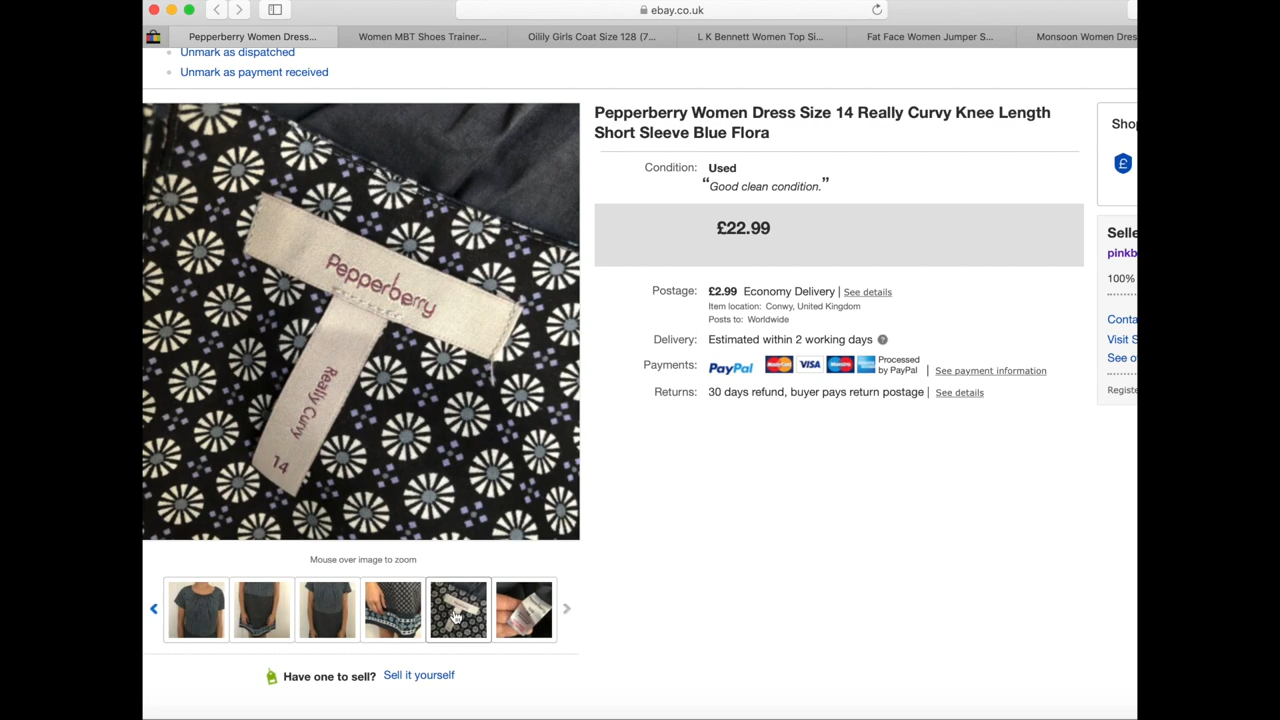 ebay.co.uk
Pepperberry Women Dress...
Women MBT Shoes Trainer...
Oilily Girls Coat Size 128 (7...
L K Bennett Women Top Si...
Fat Face Women Jumper S...
Monsoon Women Dres
Unmark as dispatched
Unmark as payment received
Pepperberry Women Dress Size 14 Really Curvy Knee Length
Short Sleeve Blue Flora
Condition: Used
“Good clean condition.”
£22.99
Postage: £2.99 Economy Delivery | See details
Item location: Conwy, United Kingdom
Posts to: Worldwide
Delivery: Estimated within 2 working days
Payments: PayPal VISA Processed
by PayPal | See payment information
Returns: 30 days refund, buyer pays return postage | See details
Shop
£
Selle
pinkb
100%
Conta
Visit S
See o
Registe
Pepperberry
Really Curvy
14
Mouse over image to zoom
Have one to sell? Sell it yourself